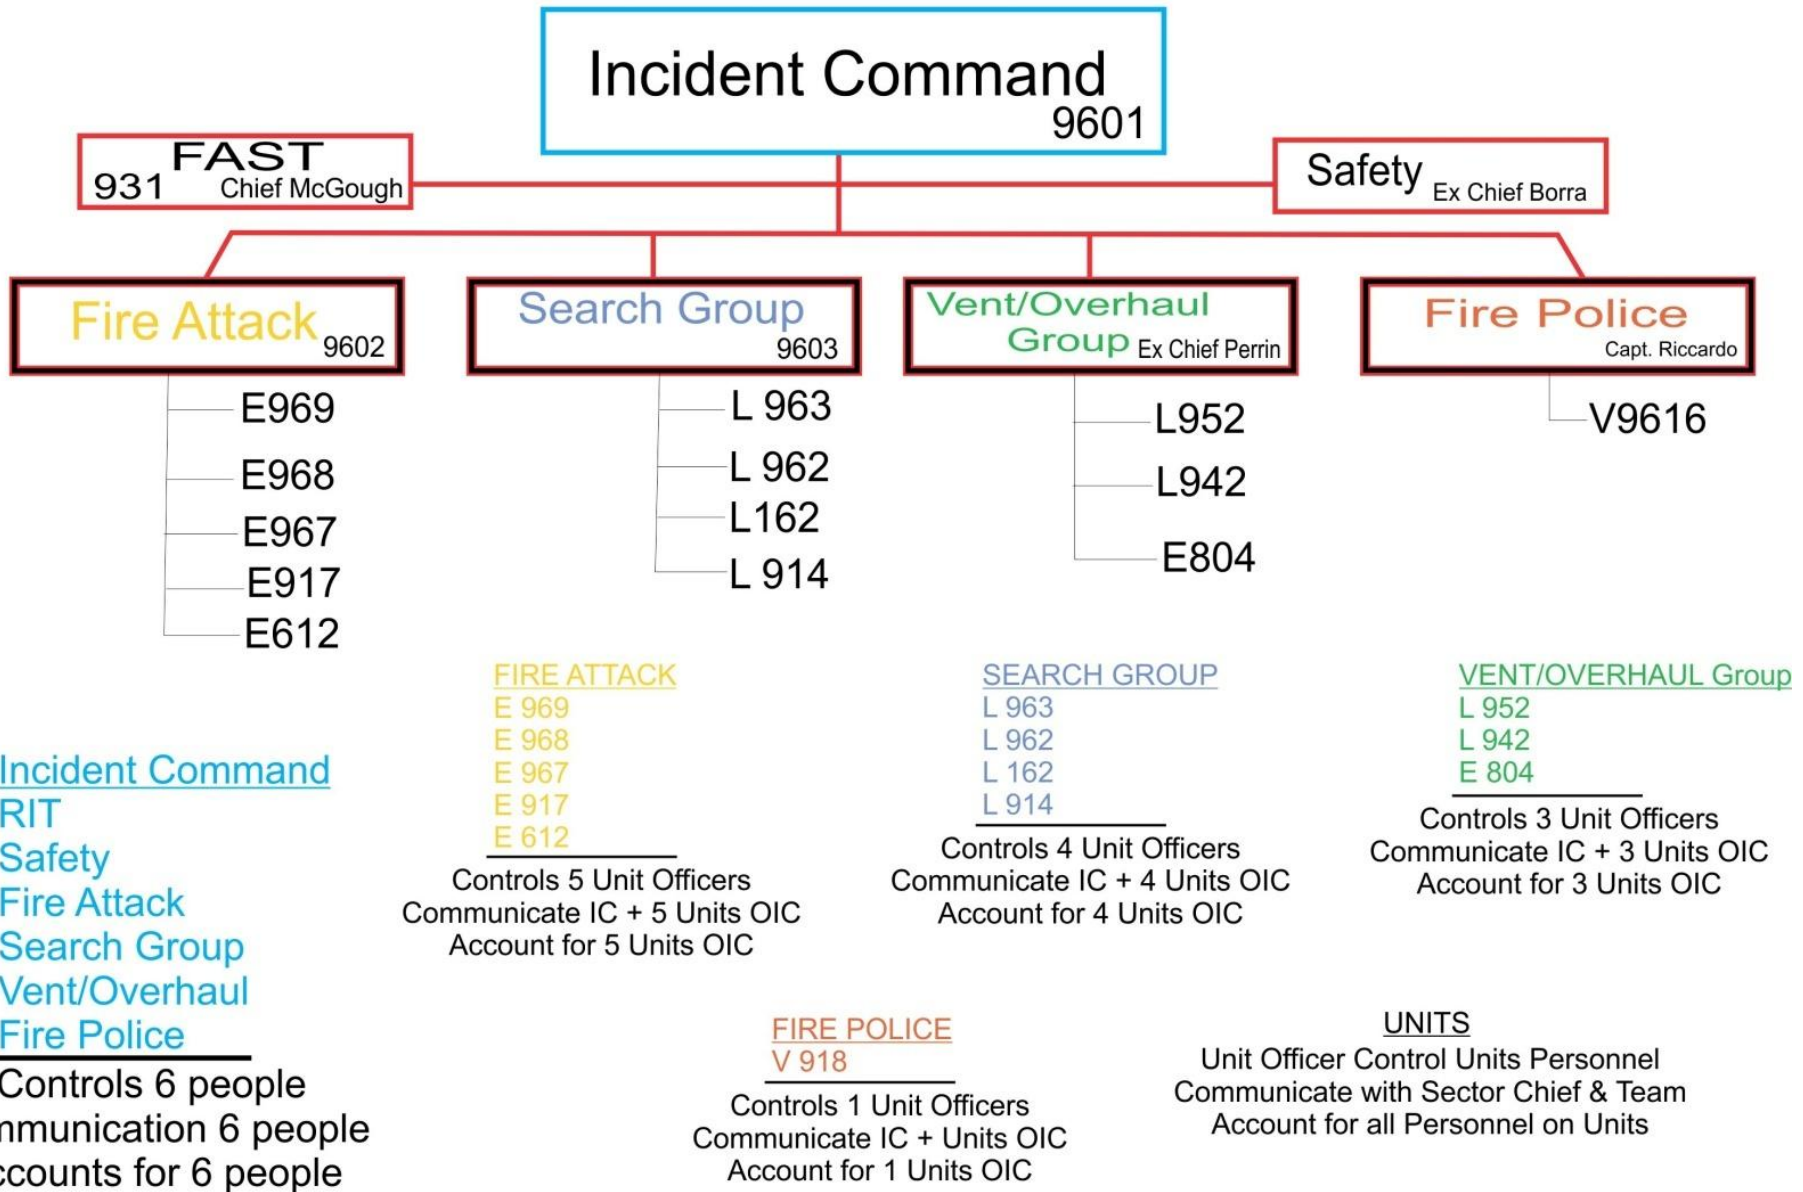 Incident Command
9601
FAST
931 Chief McGough
Safety Ex Chief Borra
Fire Attack 9602
E969
E968
E967
E917
E612
Search Group
9603
L 963
L 962
L162
L 914
Vent/Overhaul
Group Ex Chief Perrin
L952
L942
E804
Fire Police
Capt. Riccardo
V9616
Incident Command
RIT
Safety
Fire Attack
Search Group
Vent/Overhaul
Fire Police
Controls 6 people
mmunication 6 people
ccounts for 6 people
FIRE ATTACK
E 969
E 968
E 967
E 917
E 612
Controls 5 Unit Officers
Communicate IC + 5 Units OIC
Account for 5 Units OIC
SEARCH GROUP
L 963
L 962
L 162
L 914
Controls 4 Unit Officers
Communicate IC + 4 Units OIC
Account for 4 Units OIC
VENT/OVERHAUL Group
L 952
L 942
E 804
Controls 3 Unit Officers
Communicate IC + 3 Units OIC
Account for 3 Units OIC
FIRE POLICE
V 918
Controls 1 Unit Officers
Communicate IC + Units OIC
Account for 1 Units OIC
UNITS
Unit Officer Control Units Personnel
Communicate with Sector Chief & Team
Account for all Personnel on Units